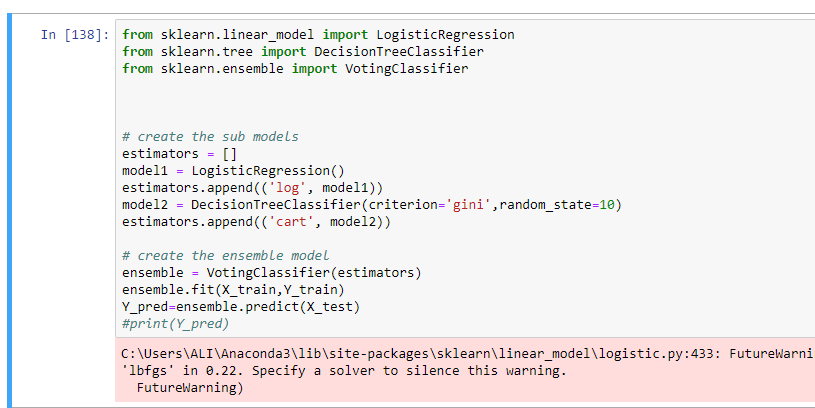 In [138]: from sklearn.linear_model import LogisticRegression
from sklearn.tree import DecisionTreeClassifier
from sklearn.ensemble import VotingClassifier
# create the sub models
estimators = []
model1 = LogisticRegression()
estimators.append(('log', model1))
model2 = DecisionTreeClassifier(criterion='gini',random_state=10)
estimators.append(('cart', model2))
# create the ensemble model
ensemble = VotingClassifier(estimators)
ensemble.fit(X_train,Y_train)
Y_pred=ensemble.predict(X_test)
#print(Y_pred)
C:\Users\ALI\Anaconda3\lib\site-packages\sklearn\linear_model\logistic.py:433: FutureWarni
'lbfgs' in 0.22. Specify a solver to silence this warning.
FutureWarning)